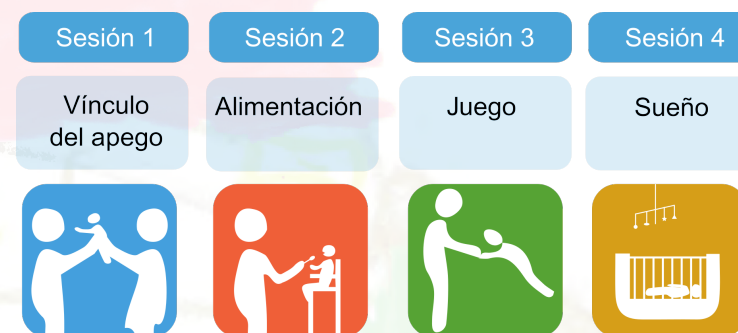 Sesión 1
Sesión 2
Sesión 3
Sesión 4
Vínculo
del apego
Alimentación
Juego
Sueño